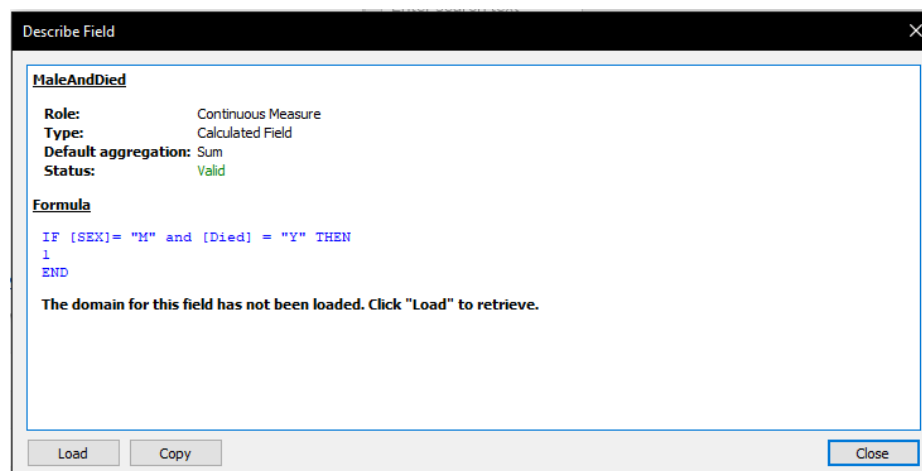 Describe Field
MaleAndDied
Role: Continuous Measure
Type: Calculated Field
Default aggregation: Sum
Status: Valid
Formula
IF [SEX]= "M" and [Died] = "Y" THEN
1
END
The domain for this field has not been loaded. Click "Load" to retrieve.
Load Copy Close